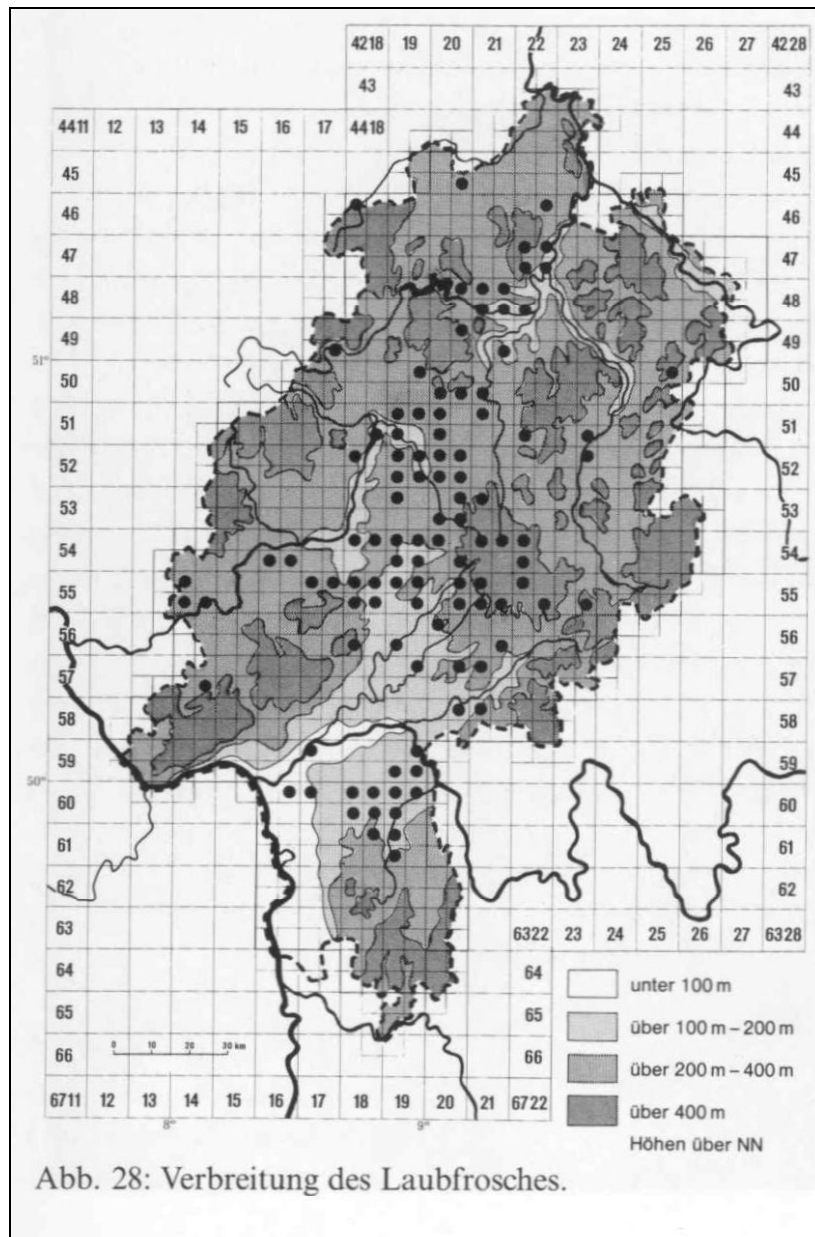 4218 19 20 21 22 23 24 25 26 27 4228
43 43
4411 12 13 14 15 16 17 4418 44
45 45
46 46
47 47
48 48
49 49
51°
50 50
51 51
52 52
53 53
54 54
55 55
56 56
57 57
58 58
59 59
50°
60 60
61 61
62 62
63 6322 23 24 25 26 27 6328
64 64
65 65
66 66
0 10 20 30 km
6711 12 13 14 15 16 17 18 19 20 21 6722
8° 9°
unter 100 m
über 100 m – 200 m
über 200 m – 400 m
über 400 m
Höhen über NN
Abb. 28: Verbreitung des Laubfrosches.